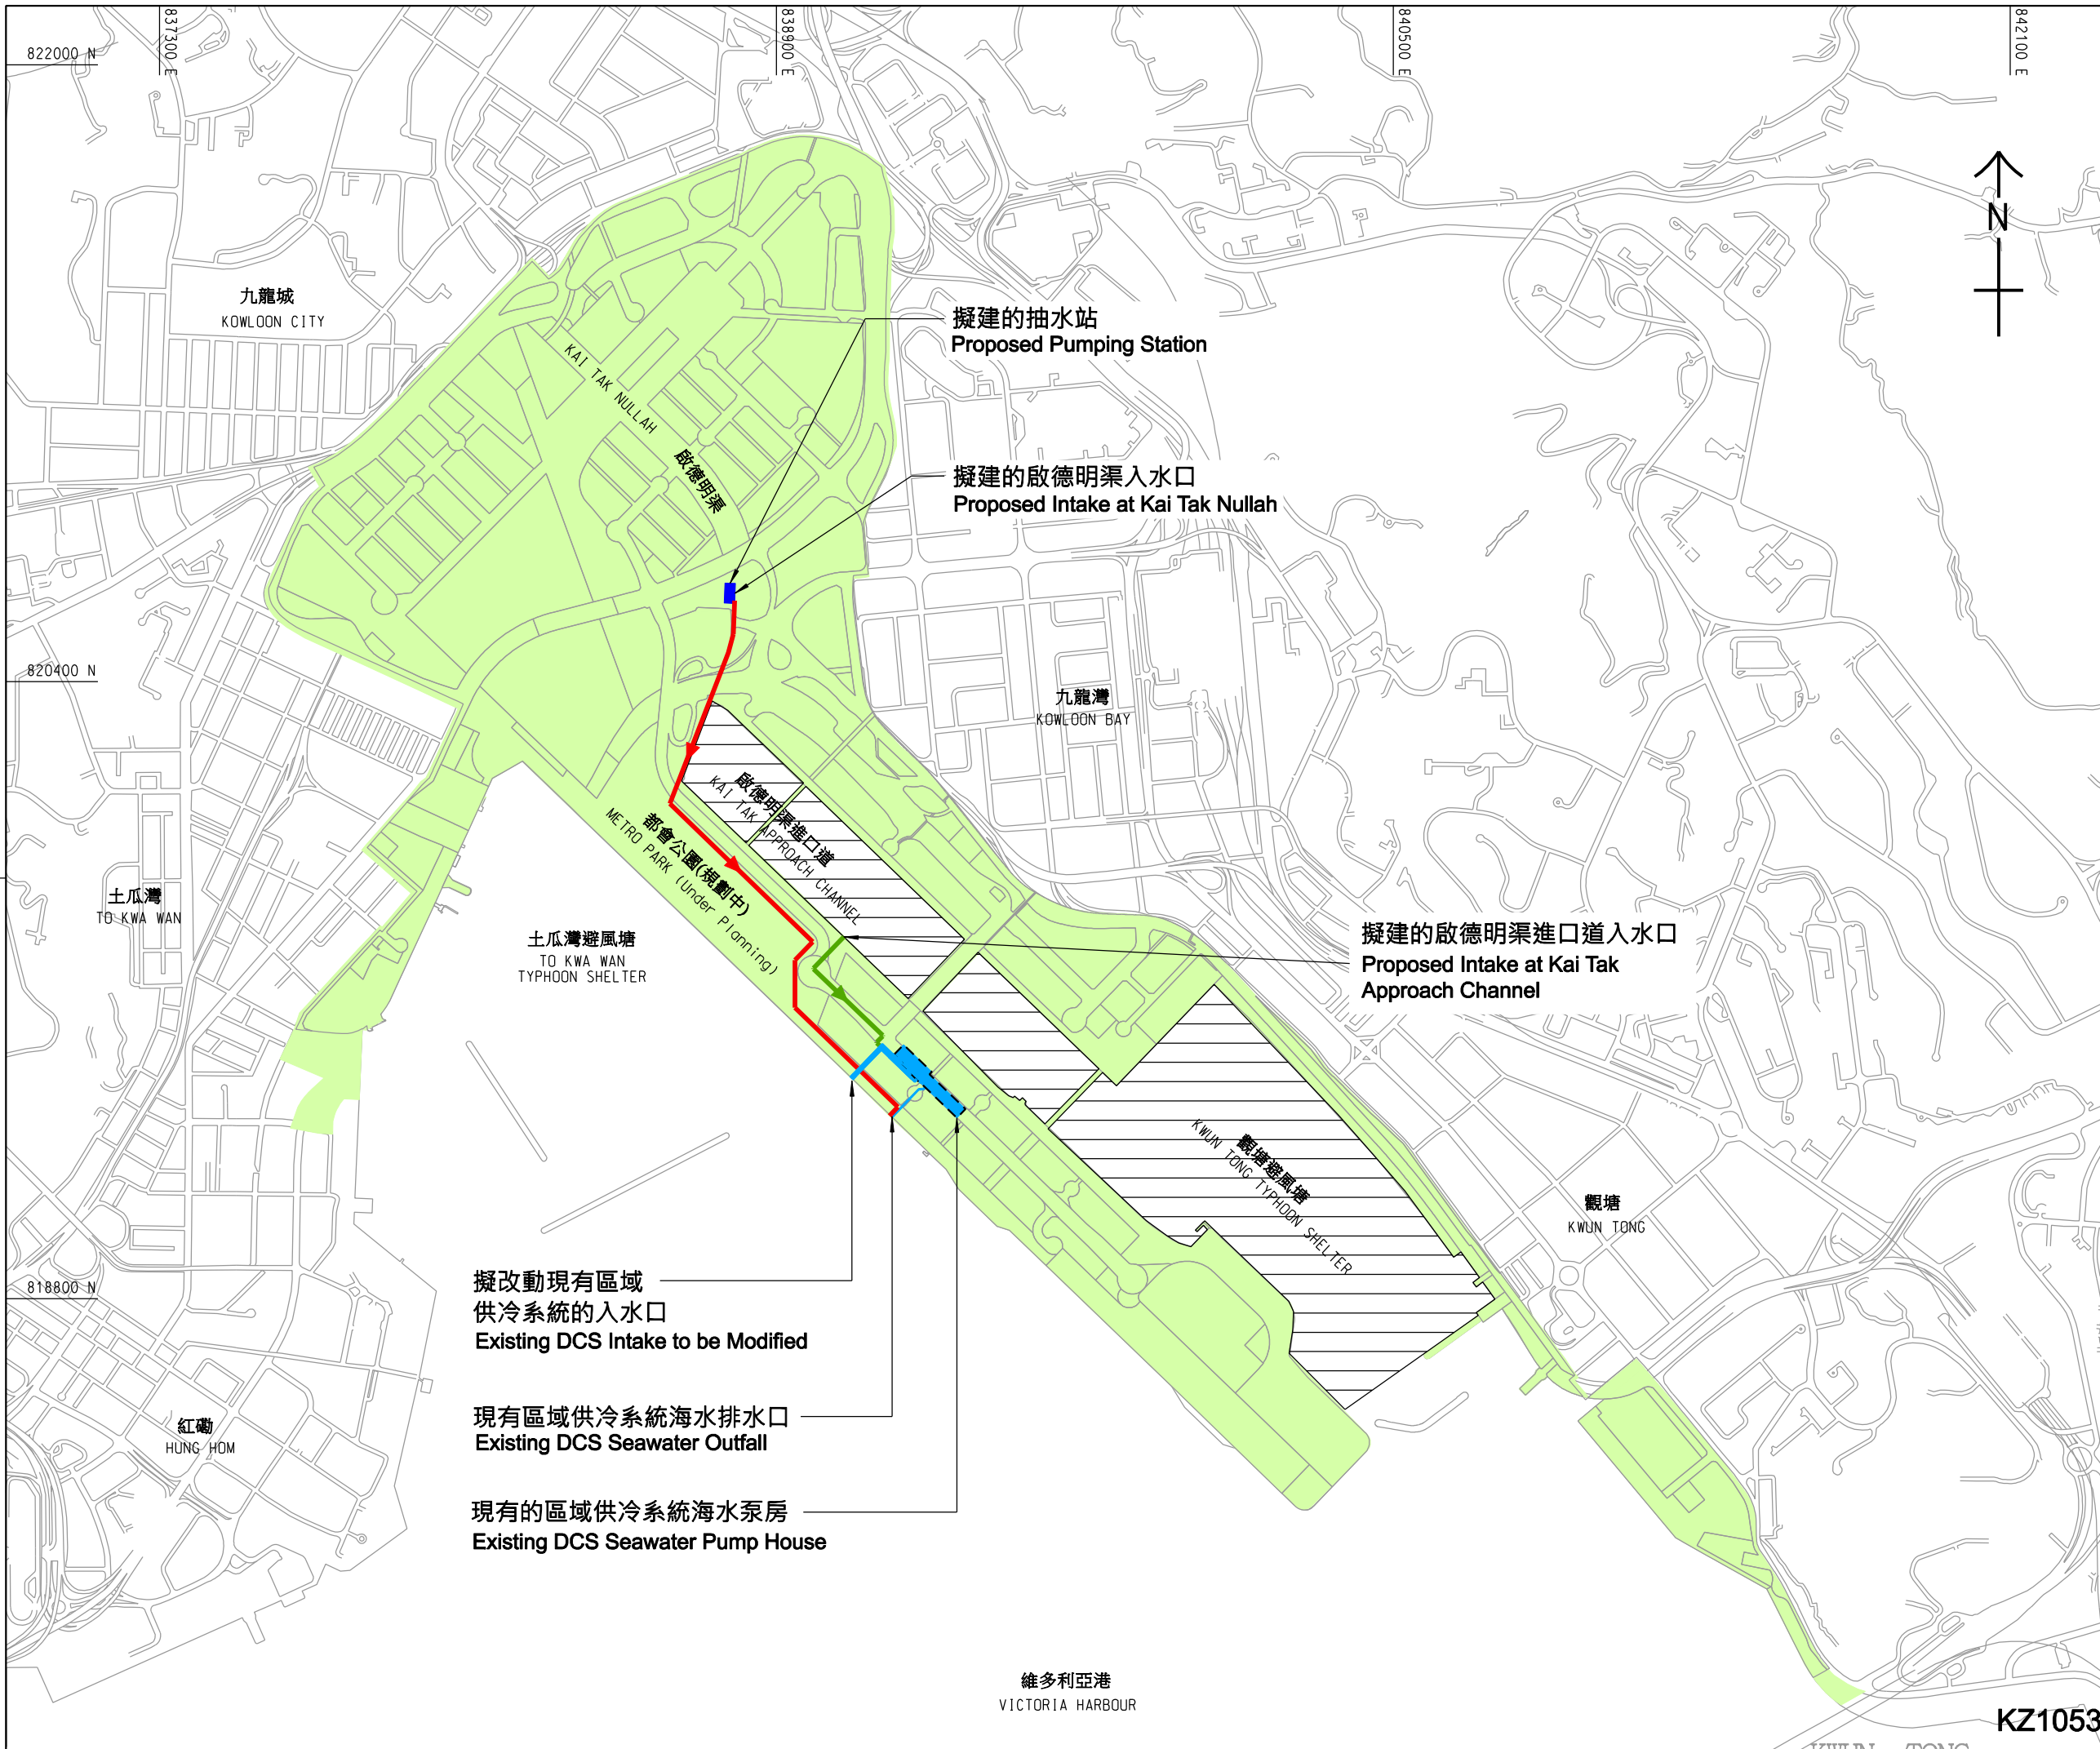 837300 E
838900 E
840500 E
842100 E
822000 N
N
九龍城
KOWLOON CITY
擬建的抽水站
Proposed Pumping Station
KAI TAK NULLAH
啟德明渠
擬建的啟德明渠入水口
Proposed Intake at Kai Tak Nullah
820400 N
九龍灣
KOWLOON BAY
啟德明渠進口道
KAI TAK APPROACH CHANNEL
都會公園(規劃中)
METRO PARK (Under Planning)
土瓜灣
TO KWA WAN
土瓜灣避風塘
TO KWA WAN
TYPHOON SHELTER
擬建的啟德明渠進口道入水口
Proposed Intake at Kai Tak
Approach Channel
觀塘避風塘
KWUN TONG TYPHOON SHELTER
觀塘
KWUN TONG
818800 N
擬改動現有區域
供冷系統的入水口
Existing DCS Intake to be Modified
現有區域供冷系統海水排水口
Existing DCS Seawater Outfall
紅磡
HUNG HOM
現有的區域供冷系統海水泵房
Existing DCS Seawater Pump House
維多利亞港
VICTORIA HARBOUR
KZ1053
KWUN TONG